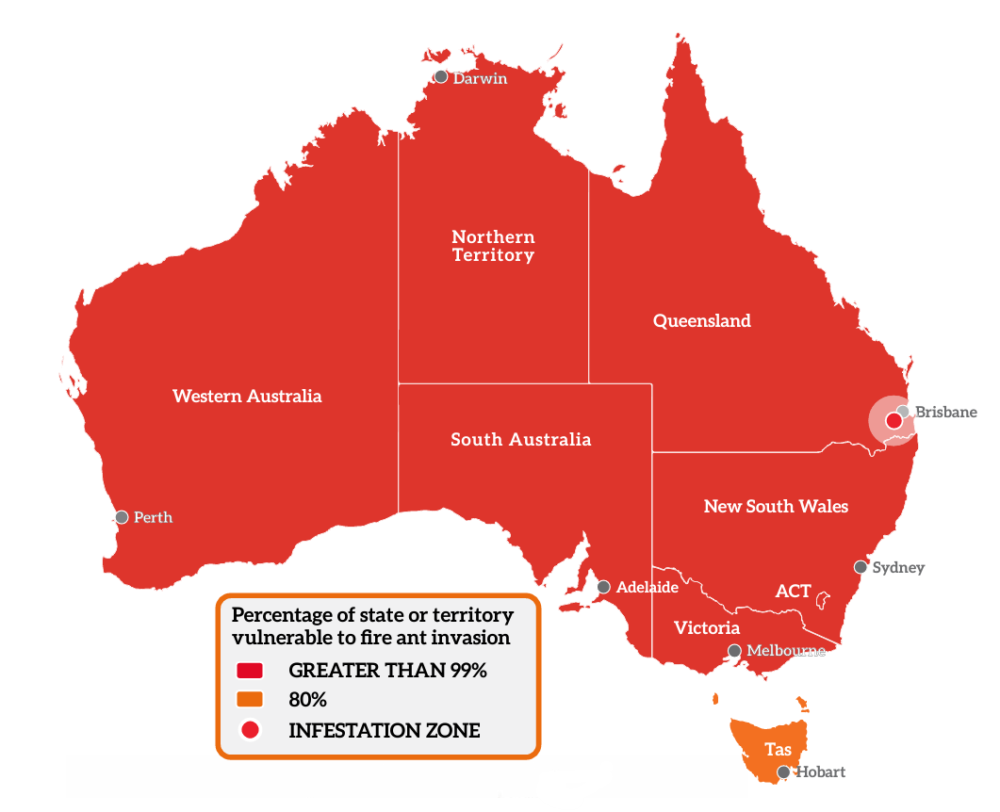 Darwin
Northern
Territory
Queensland
Western Australia
Brisbane
South Australia
New South Wales
Perth
Sydney
Adelaide
ACT
Victoria
Melbourne
Percentage of state or territory
vulnerable to fire ant invasion
GREATER THAN 99%
80%
INFESTATION ZONE
Tas
Hobart